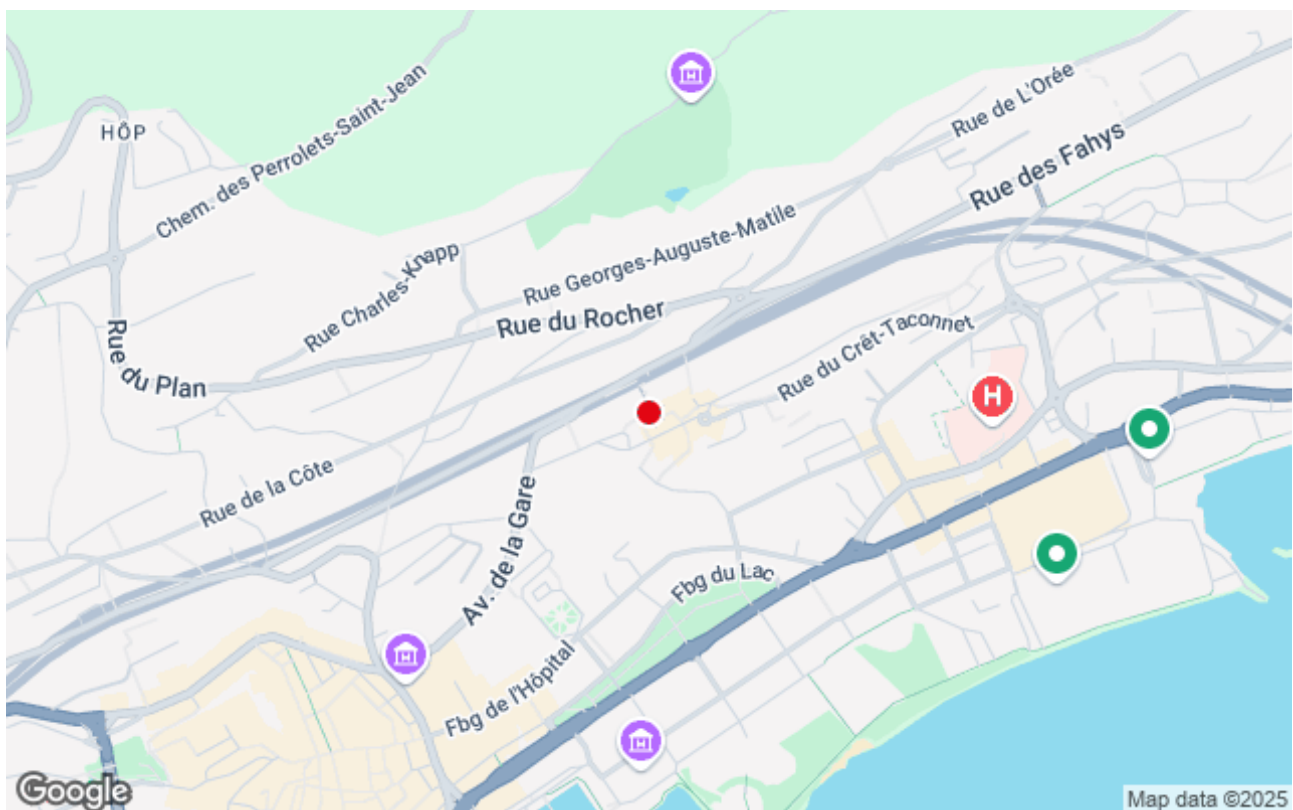 Rue de L'Orée
HÔP
Chem. des Perrolets-Saint-Jean
Rue des Fahys
Rue Georges-Auguste-Matile
Rue Charles-Knapp
Rue du Rocher
Rue du Crêt-Taconnet
Rue du Plan
H
Rue de la Côte
Av. de la Gare
Fbg du Lac
Fbg de l'Hôpital
Google
Map data ©2025